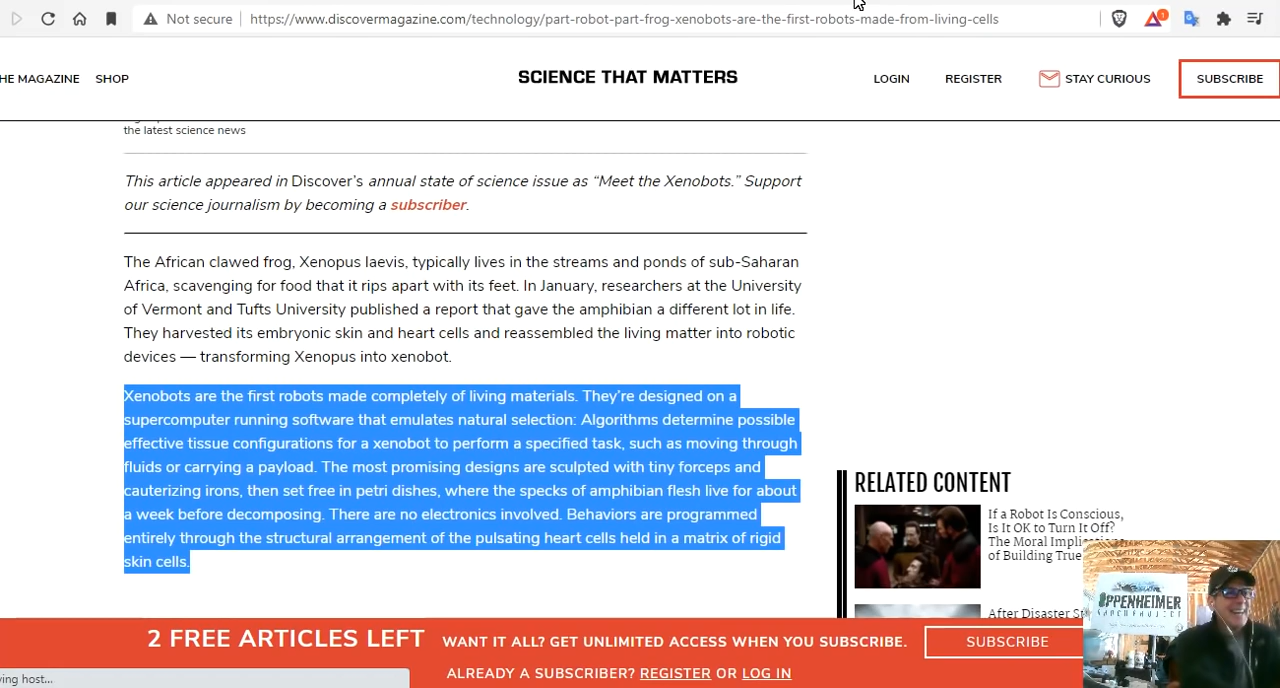 Not secure
https://www.discovermagazine.com/technology/part-robot-part-frog-xenobots-are-the-first-robots-made-from-living-cells
1
HE MAGAZINE SHOP
SCIENCE THAT MATTERS
LOGIN REGISTER STAY CURIOUS SUBSCRIBE
the latest science news
This article appeared in Discover’s annual state of science issue as “Meet the Xenobots.” Support
our science journalism by becoming a subscriber.
The African clawed frog, Xenopus laevis, typically lives in the streams and ponds of sub-Saharan
Africa, scavenging for food that it rips apart with its feet. In January, researchers at the University
of Vermont and Tufts University published a report that gave the amphibian a different lot in life.
They harvested its embryonic skin and heart cells and reassembled the living matter into robotic
devices — transforming Xenopus into xenobot.
Xenobots are the first robots made completely of living materials. They’re designed on a
supercomputer running software that emulates natural selection: Algorithms determine possible
effective tissue configurations for a xenobot to perform a specified task, such as moving through
fluids or carrying a payload. The most promising designs are sculpted with tiny forceps and
cauterizing irons, then set free in petri dishes, where the specks of amphibian flesh live for about
a week before decomposing. There are no electronics involved. Behaviors are programmed
entirely through the structural arrangement of the pulsating heart cells held in a matrix of rigid
skin cells.
RELATED CONTENT
If a Robot Is Conscious,
Is It OK to Turn It Off?
The Moral Implications
of Building True
After Disaster
OPPENHEIMER
RANCH PROJECT
2 FREE ARTICLES LEFT WANT IT ALL? GET UNLIMITED ACCESS WHEN YOU SUBSCRIBE. SUBSCRIBE
ALREADY A SUBSCRIBER? REGISTER OR LOG IN
ving host...